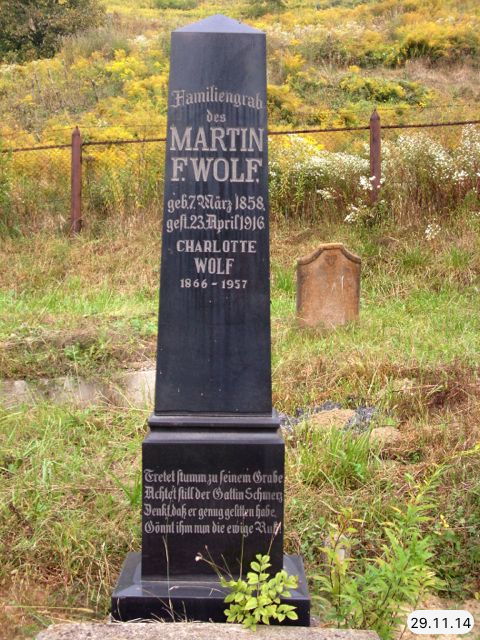 Familiengrab
des
MARTIN
F. WOLF.
geb. 7. März 1858,
gest. 23. April 1916
CHARLOTTE
WOLF
1866 - 1957
Tretet stumm zu seinem Grabe
Achtet still der Gattin Schmerz
Denkt, daß er genug gelitten habe,
Gönnt ihm nun die ewige Ruh!
29.11.14